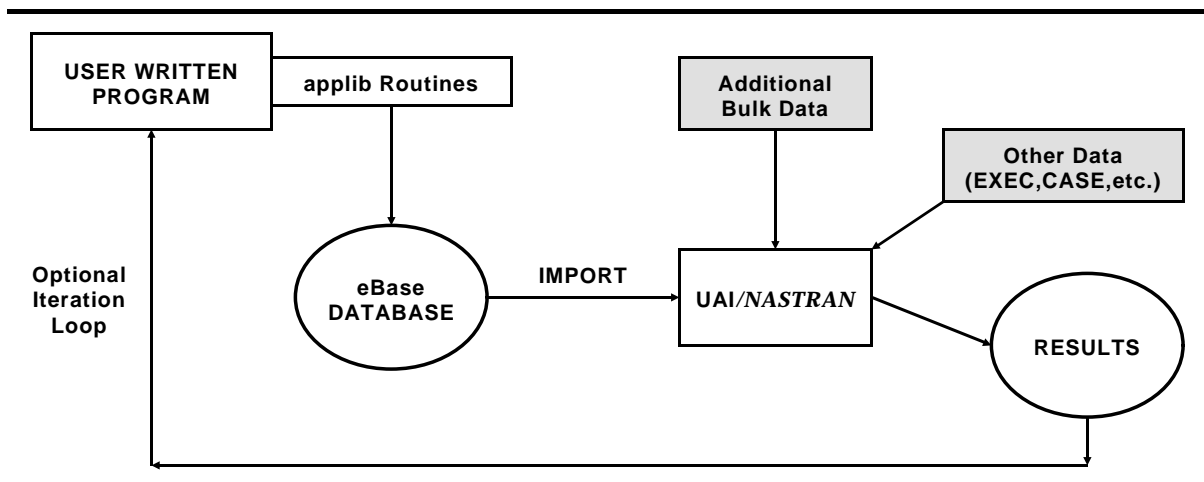 USER WRITTEN
PROGRAM
applib Routines
Additional
Bulk Data
Other Data
(EXEC,CASE,etc.)
Optional
Iteration
Loop
eBase
DATABASE
IMPORT
UAI/NASTRAN
RESULTS